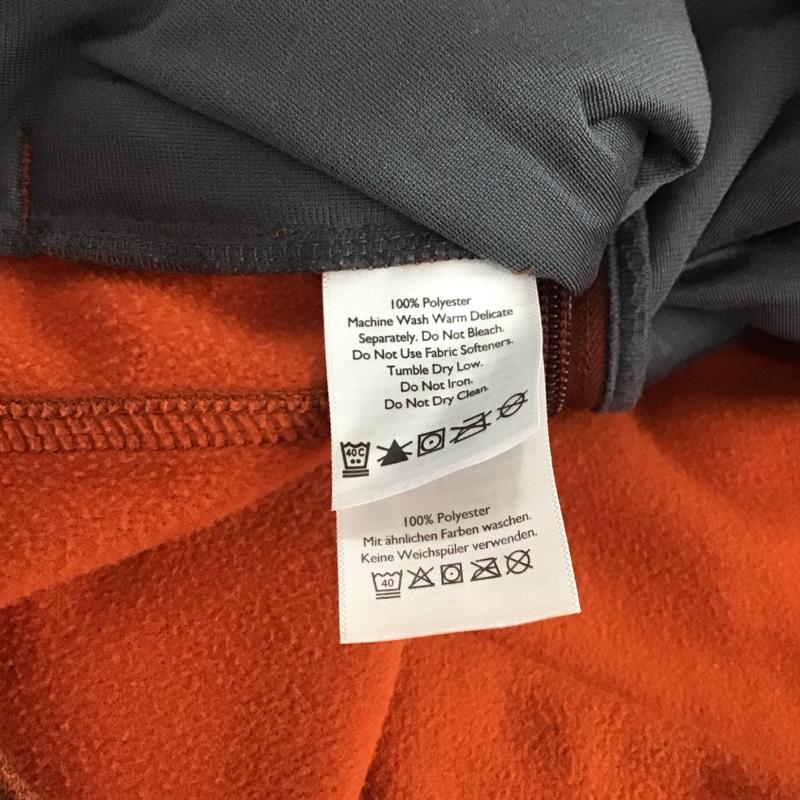 100% Polyester
Machine Wash Warm Delicate
Separately. Do Not Bleach.
Do Not Use Fabric Softeners.
Tumble Dry Low.
Do Not Iron.
Do Not Dry Clean.
40 C
100% Polyester
Mit ähnlichen Farben waschen.
Keine Weichspüler verwenden.
40